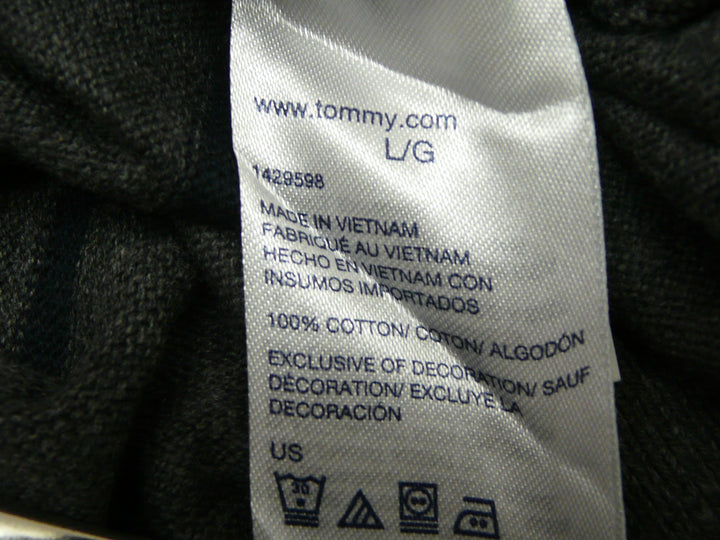 www.tommy.com
L/G
1429598
MADE IN VIETNAM
FABRIQUÉ AU VIETNAM
HECHO EN VIETNAM CON
INSUMOS IMPORTADOS
100% COTTON/ COTON/ ALGODÓN
EXCLUSIVE OF DECORATION/ SAUF
DÉCORATION/ EXCLUYE LA
DECORACIÓN
US
30